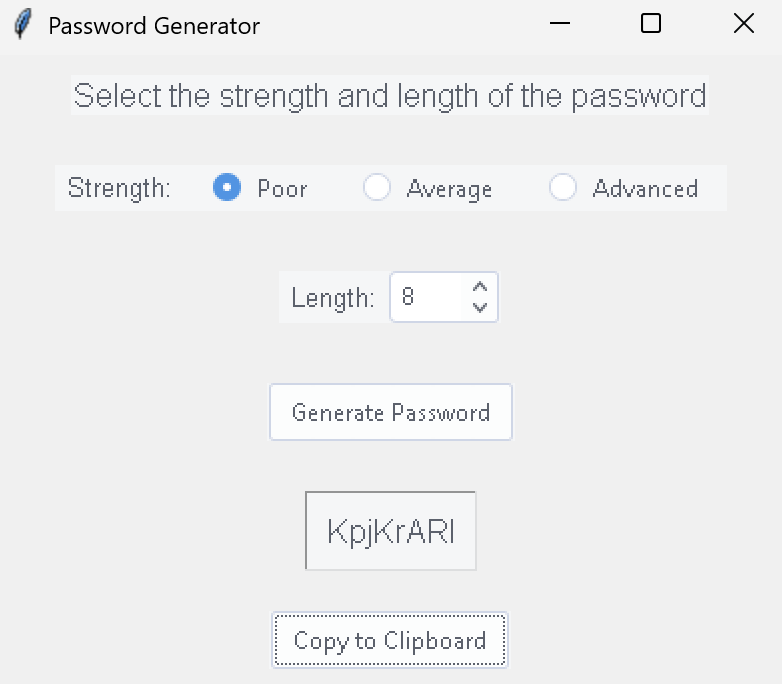 Password Generator
Select the strength and length of the password
Strength: Poor Average Advanced
Length: 8
Generate Password
KpjKrARl
Copy to Clipboard